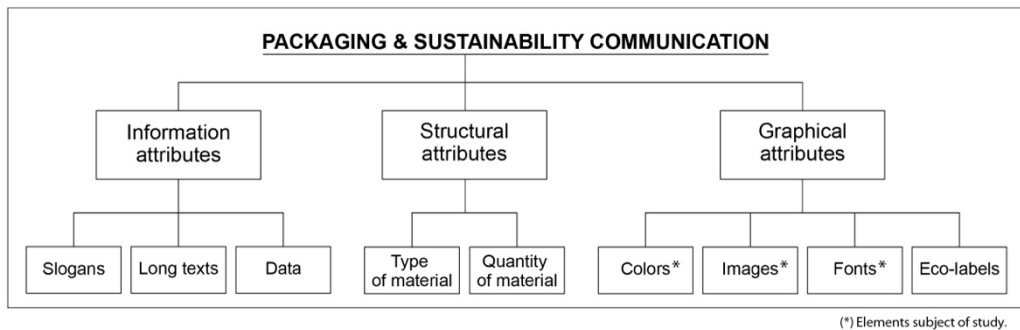 PACKAGING & SUSTAINABILITY COMMUNICATION
Information
attributes
Structural
attributes
Graphical
attributes
Slogans
Long texts
Data
Type
of material
Quantity
of material
Colors*
Images*
Fonts*
Eco-labels
(*) Elements subject of study.